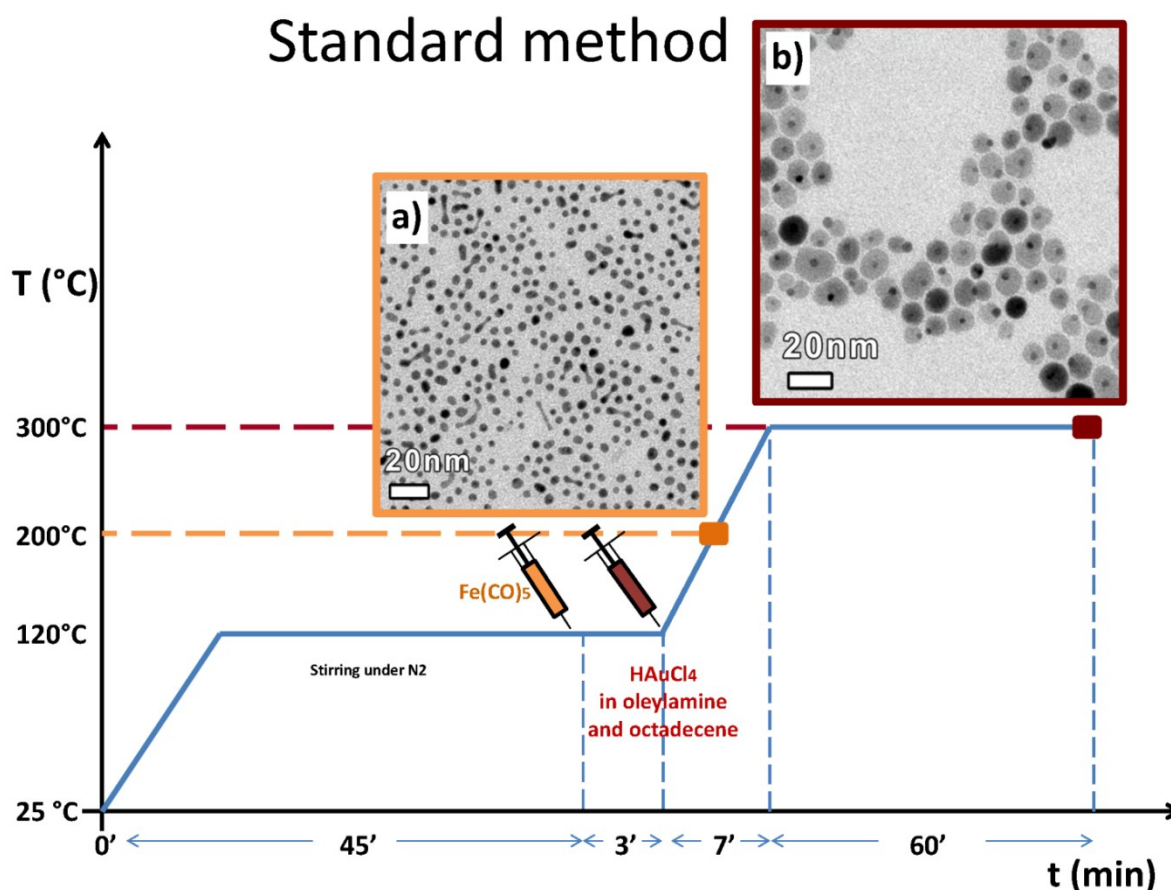 Standard method
b)
a)
T (°C)
20nm
20nm
300°C
200°C
Fe(CO)5
120°C
Stirring under N2
HAuCl4
in oleylamine
and octadecene
25 °C
0’ 45’ 3’ 7’ 60’
t (min)